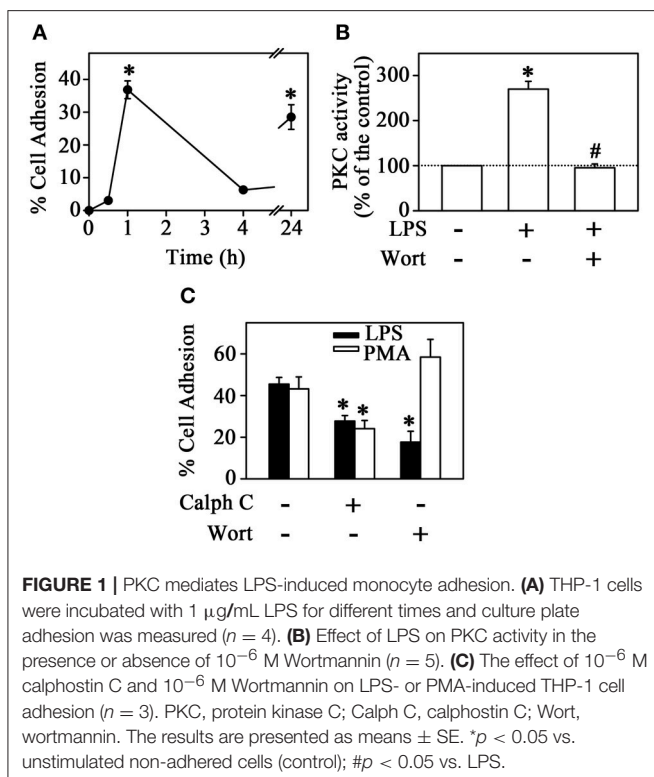 A
% Cell Adhesion
40
30
20
10
0
*
*
0 1 2 3 4 24
Time (h)
B
PKC activity
(% of the control)
300
200
100
0
*
#
LPS - + +
Wort - - +
C
% Cell Adhesion
60
40
20
0
LPS
PMA
* * *
Calph C - + -
Wort - - +
FIGURE 1 | PKC mediates LPS-induced monocyte adhesion. (A) THP-1 cells
were incubated with 1 μg/mL LPS for different times and culture plate
adhesion was measured (n = 4). (B) Effect of LPS on PKC activity in the
presence or absence of 10⁻⁶ M Wortmannin (n = 5). (C) The effect of 10⁻⁶ M
calphostin C and 10⁻⁶ M Wortmannin on LPS- or PMA-induced THP-1 cell
adhesion (n = 3). PKC, protein kinase C; Calph C, calphostin C; Wort,
wortmannin. The results are presented as means ± SE. *p < 0.05 vs.
unstimulated non-adhered cells (control); #p < 0.05 vs. LPS.